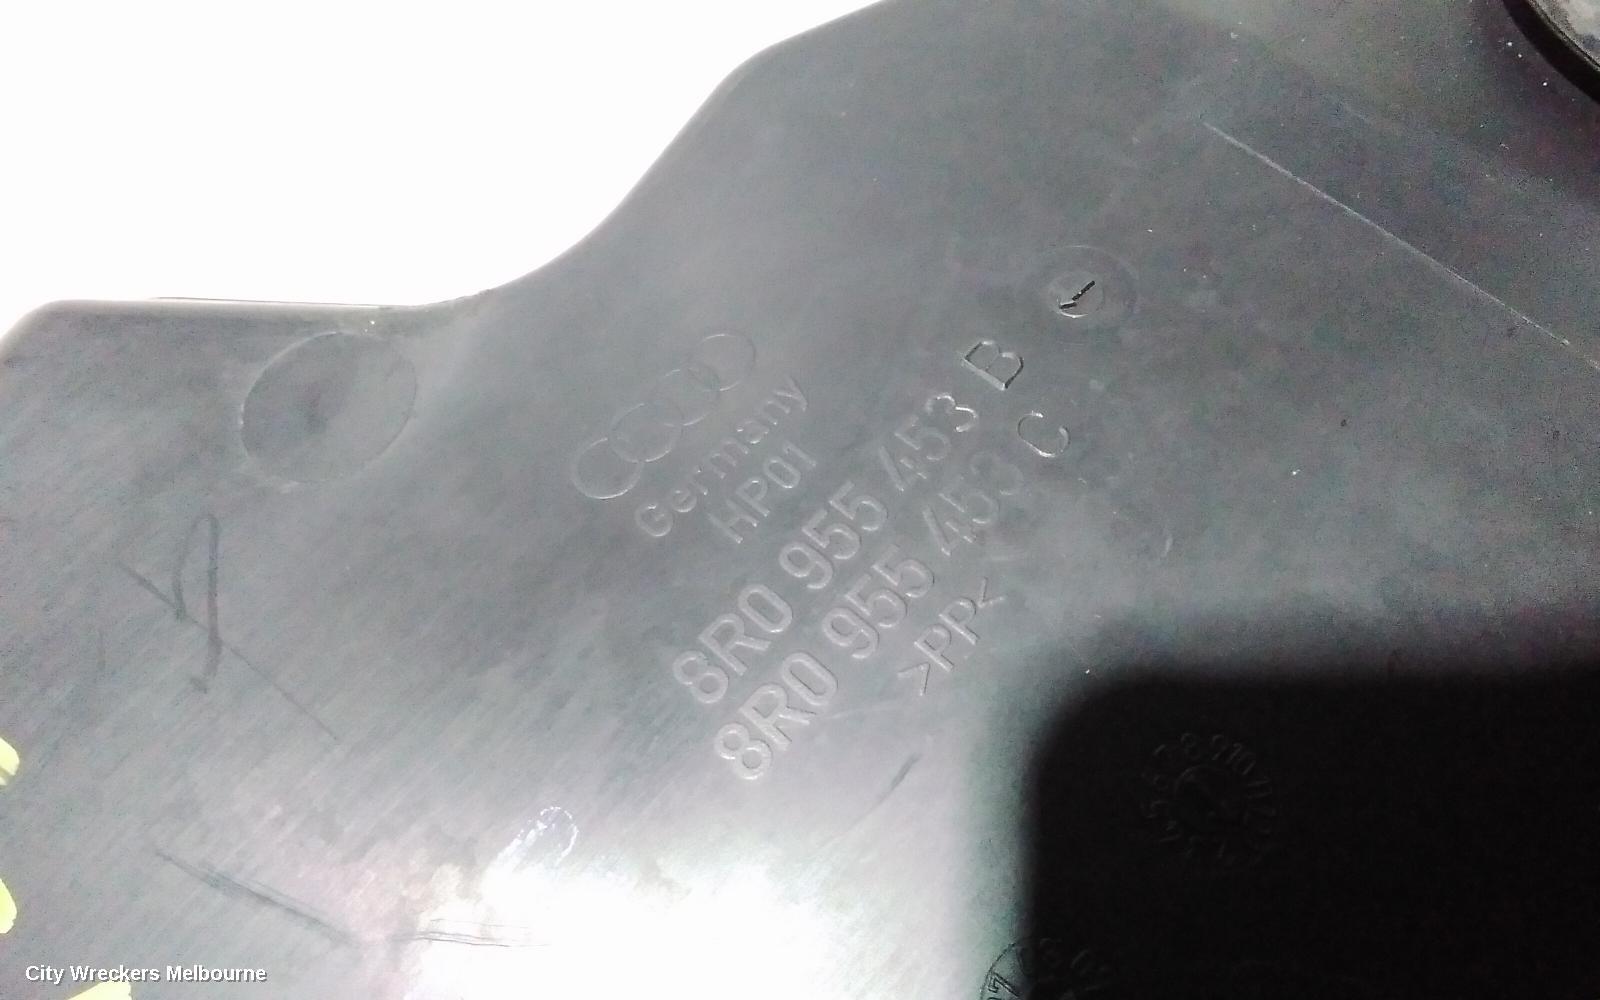 Germany
HP01
8R0 955 453 B
8R0 955 453 C
>PP<
City Wreckers Melbourne